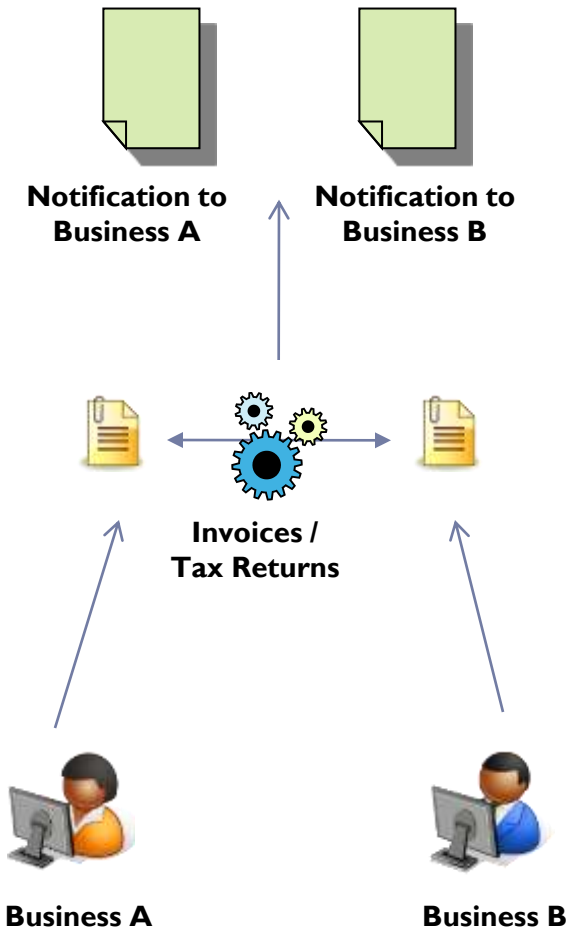 Notification to
Business A
Notification to
Business B
Invoices /
Tax Returns
Business A
Business B